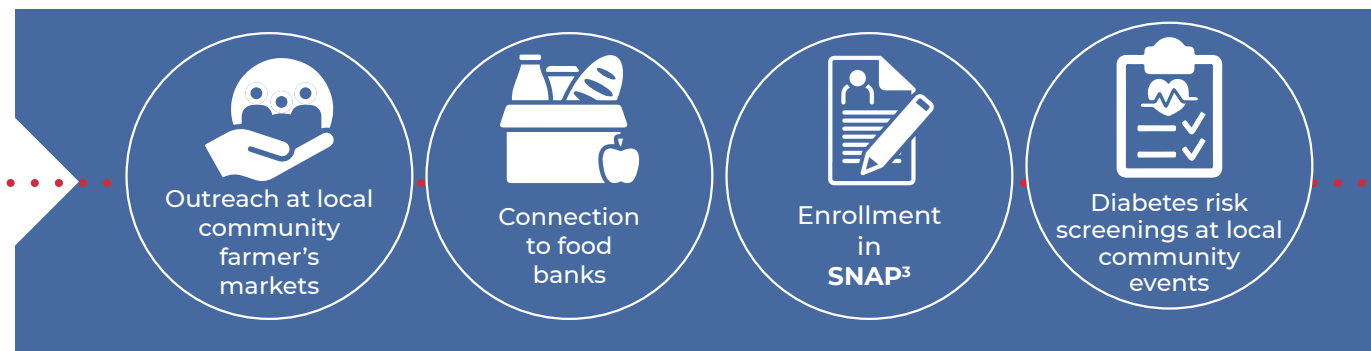 Outreach at local
community
farmer’s
markets
Connection
to food
banks
Enrollment
in
SNAP³
Diabetes risk
screenings at local
community
events